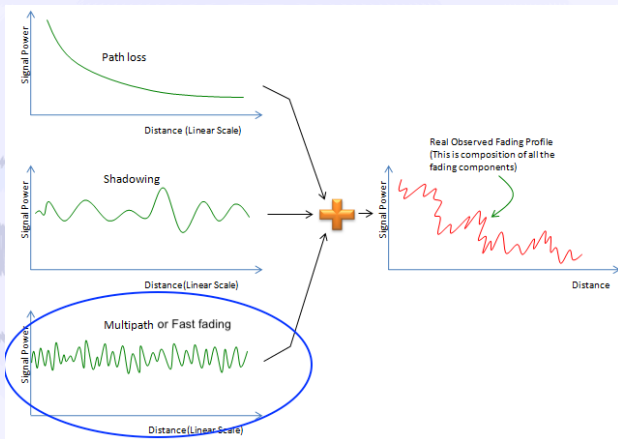 Signal Power
Path loss
Distance (Linear Scale)
Signal Power
Shadowing
Distance (Linear Scale)
Signal Power
Multipath or Fast fading
Distance (Linear Scale)
Real Observed Fading Profile
(This is composition of all the
fading components)
Signal Power
Distance